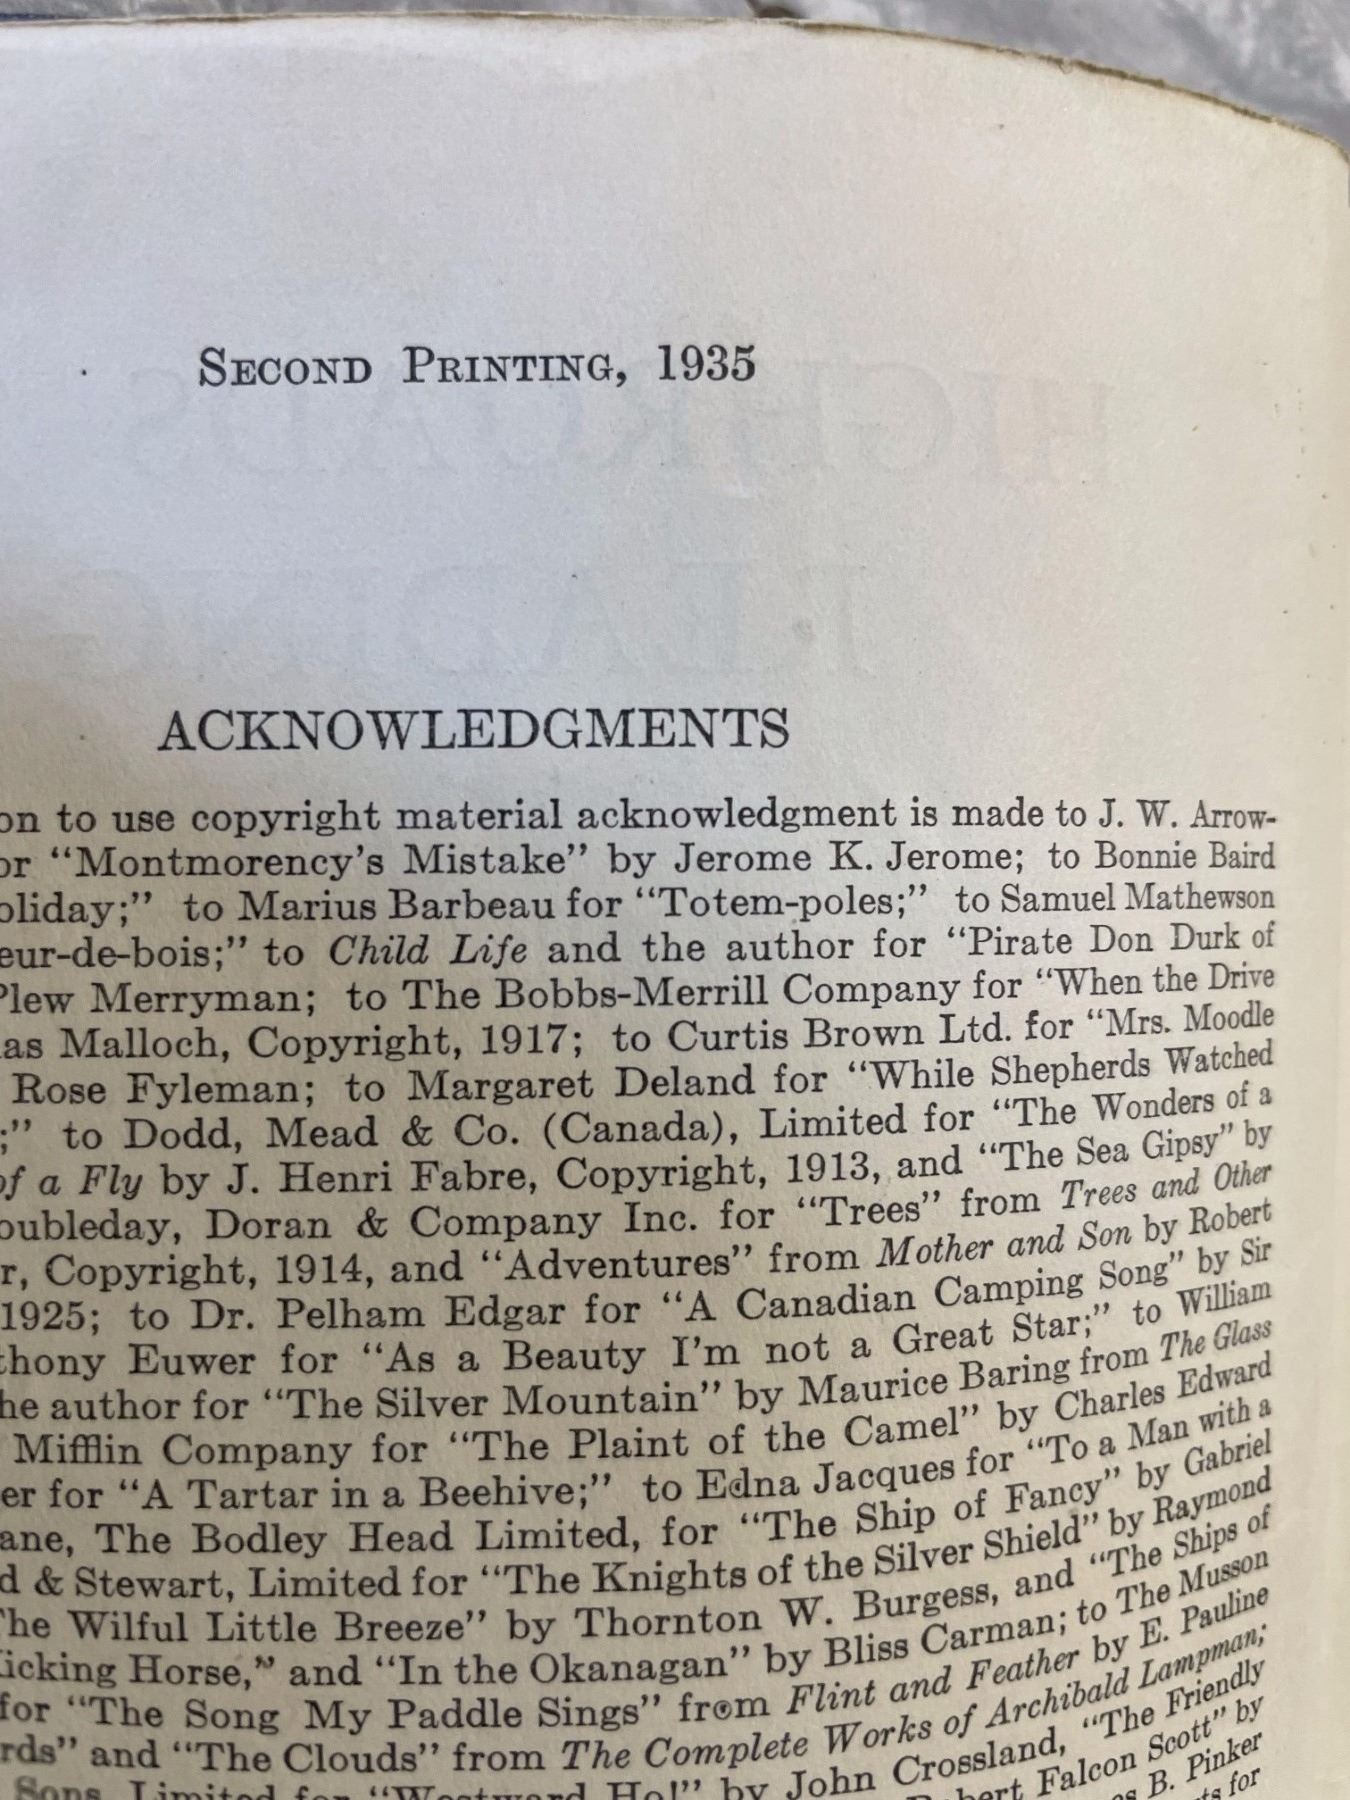 Second Printing, 1935
ACKNOWLEDGMENTS
on to use copyright material acknowledgment is made to J. W. Arrow-
or "Montmorency's Mistake" by Jerome K. Jerome; to Bonnie Baird
oliday;" to Marius Barbeau for "Totem-poles;" to Samuel Mathewson
eur-de-bois;" to Child Life and the author for "Pirate Don Durk of
Plew Merryman; to The Bobbs-Merrill Company for "When the Drive
las Malloch, Copyright, 1917; to Curtis Brown Ltd. for "Mrs. Moodle
Rose Fyleman; to Margaret Deland for "While Shepherds Watched
;" to Dodd, Mead & Co. (Canada), Limited for "The Wonders of a
of a Fly by J. Henri Fabre, Copyright, 1913, and "The Sea Gipsy" by
oubleday, Doran & Company Inc. for "Trees" from Trees and Other
r, Copyright, 1914, and "Adventures" from Mother and Son by Robert
1925; to Dr. Pelham Edgar for "A Canadian Camping Song" by Sir
thony Euwer for "As a Beauty I'm not a Great Star;" to William
he author for "The Silver Mountain" by Maurice Baring from The Glass
Mifflin Company for "The Plaint of the Camel" by Charles Edward
er for "A Tartar in a Beehive;" to Edna Jacques for "To a Man with a
ane, The Bodley Head Limited, for "The Ship of Fancy" by Gabriel
d & Stewart, Limited for "The Knights of the Silver Shield" by Raymond
The Wilful Little Breeze" by Thornton W. Burgess, and "The Ships of
Kicking Horse," and "In the Okanagan" by Bliss Carman; to The Musson
for "The Song My Paddle Sings" from Flint and Feather by E. Pauline
rds" and "The Clouds" from The Complete Works of Archibald Lampman;
Sons, Limited for "Westward Ho!" by John Crossland, "The Friendly
bert Falcon Scott" by
es B. Pinker
ts for